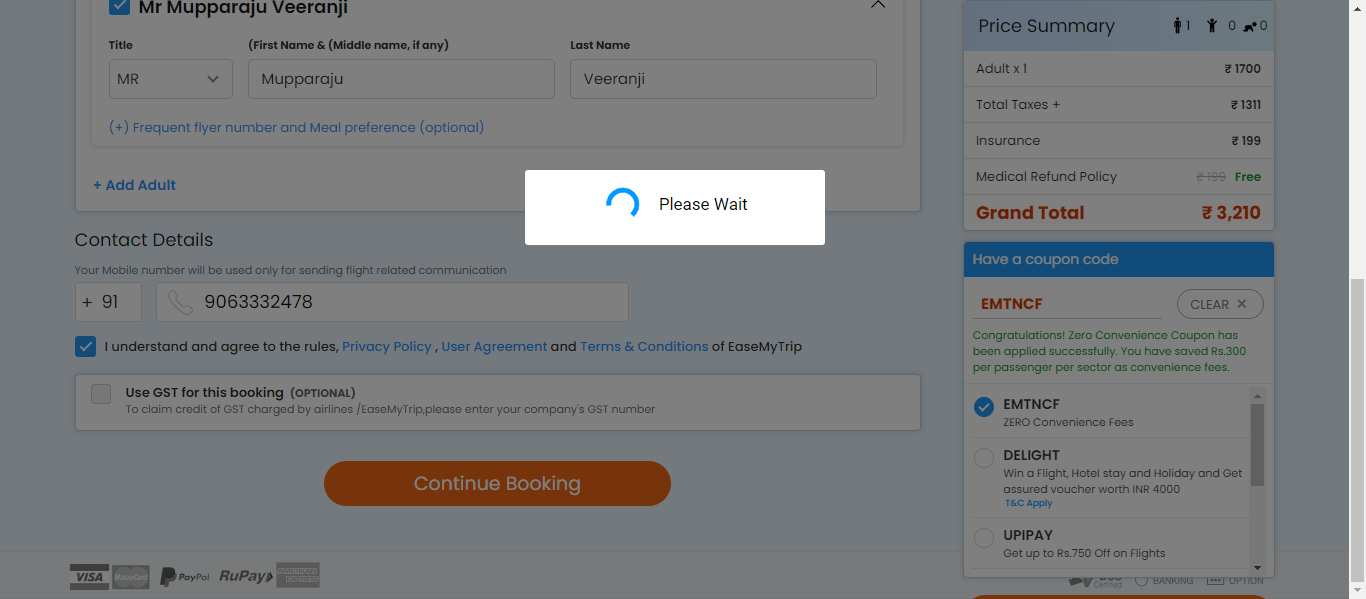 Mr Mupparaju Veeranji
Title
(First Name & (Middle name, if any)
Last Name
MR
Mupparaju
Veeranji
(+) Frequent flyer number and Meal preference (optional)
+ Add Adult
Please Wait
Contact Details
Your Mobile number will be used only for sending flight related communication
+ 91
9063332478
I understand and agree to the rules, Privacy Policy , User Agreement and Terms & Conditions of EaseMyTrip
Use GST for this booking (OPTIONAL)
To claim credit of GST charged by airlines /EaseMyTrip,please enter your company's GST number
Continue Booking
VISA MasterCard PayPal RuPay AMERICAN EXPRESS
Price Summary 1 0 0
Adult x 1 ₹ 1700
Total Taxes + ₹ 1311
Insurance ₹ 199
Medical Refund Policy ₹ 199 Free
Grand Total ₹ 3,210
Have a coupon code
EMTNCF
CLEAR ✕
Congratulations! Zero Convenience Coupon has
been applied successfully. You have saved Rs.300
per passenger per sector as convenience fees.
EMTNCF
ZERO Convenience Fees
DELIGHT
Win a Flight, Hotel stay and Holiday and Get
assured voucher worth INR 4000
T&C Apply
UPIPAY
Get up to Rs.750 Off on Flights
Certified BANKING OPTION